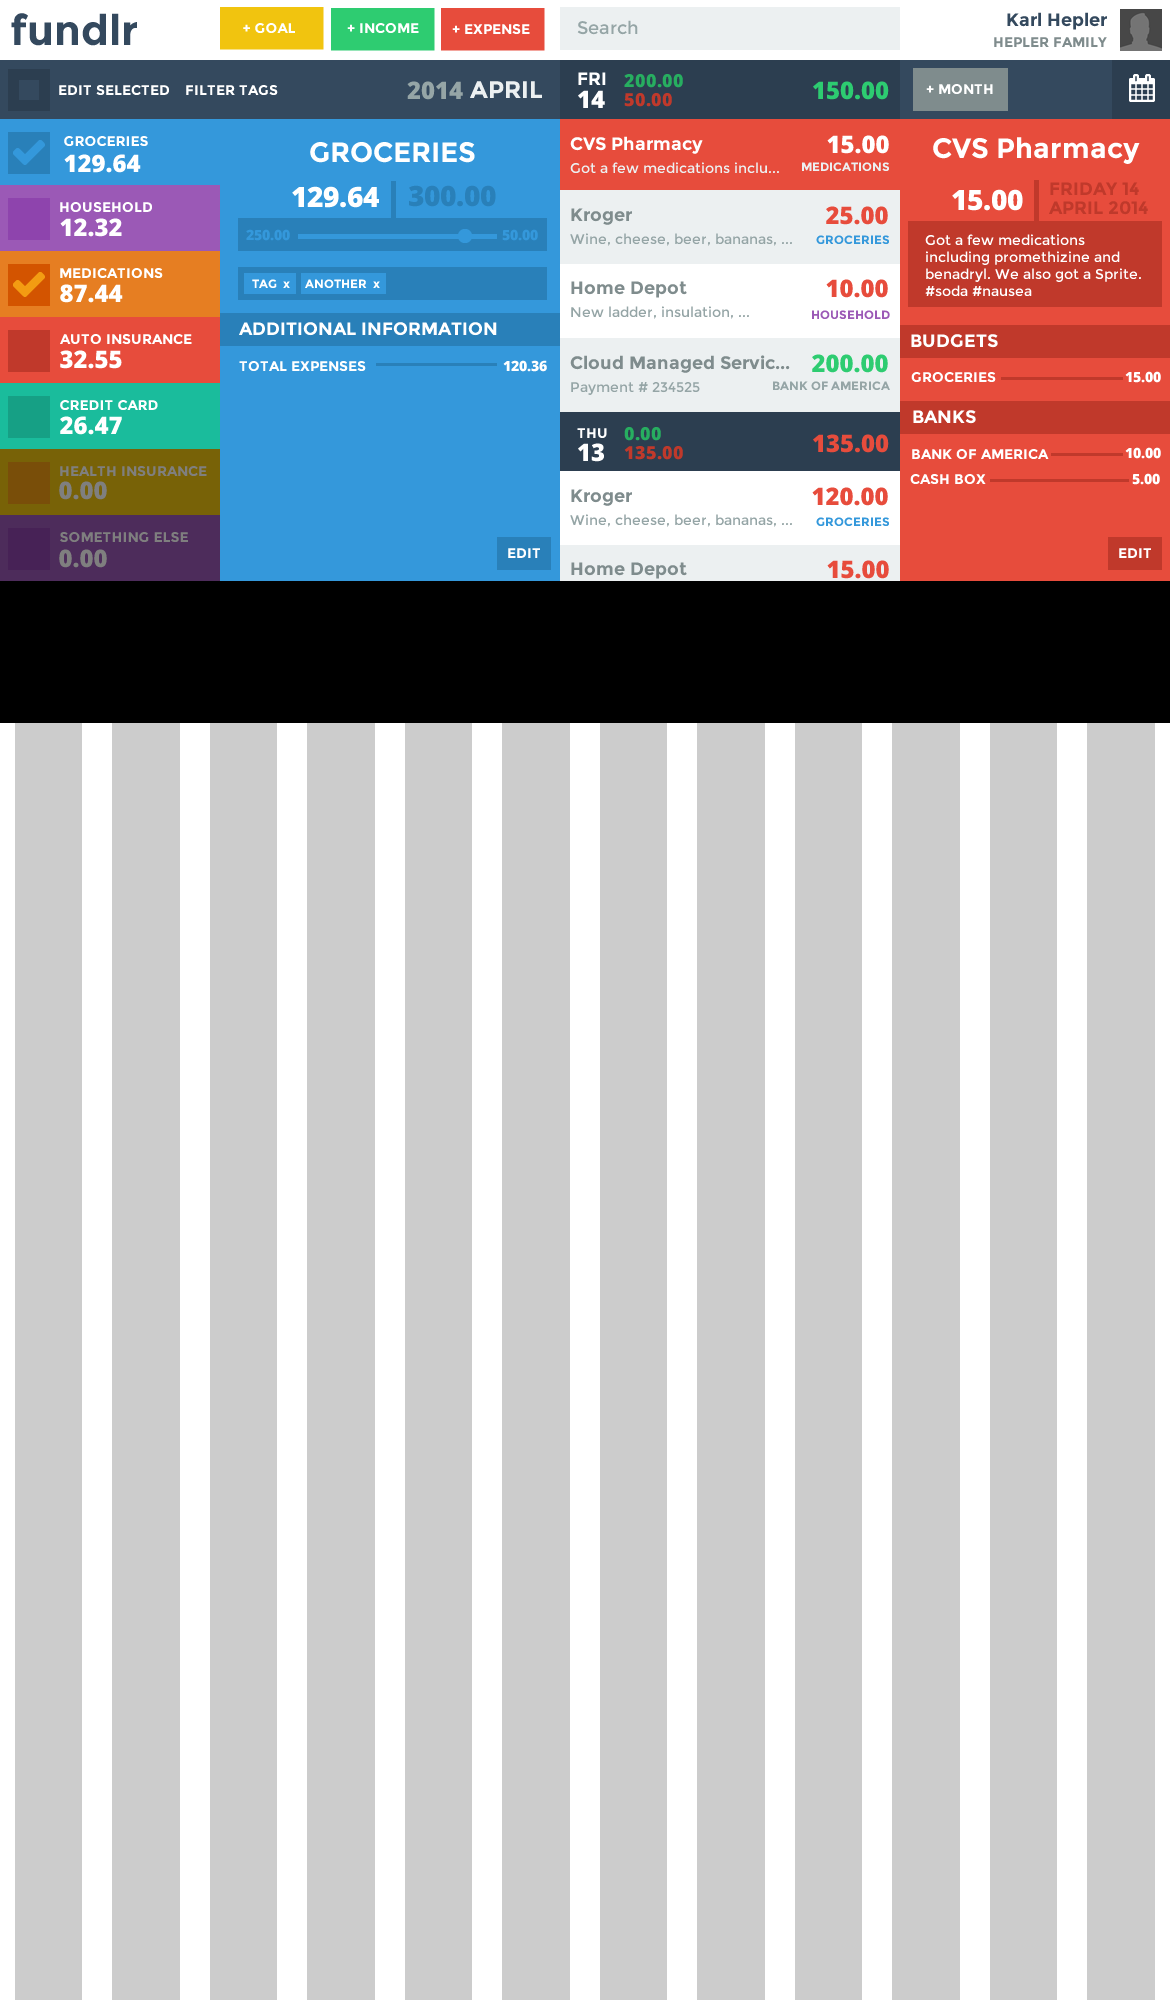 fundlr
+ GOAL
+ INCOME
+ EXPENSE
Search
Karl Hepler
HEPLER FAMILY
EDIT SELECTED
FILTER TAGS
2014 APRIL
FRI
14
200.00
50.00
150.00
+ MONTH
GROCERIES
129.64
HOUSEHOLD
12.32
MEDICATIONS
87.44
AUTO INSURANCE
32.55
CREDIT CARD
26.47
HEALTH INSURANCE
0.00
SOMETHING ELSE
0.00
GROCERIES
129.64
300.00
250.00
50.00
TAG x
ANOTHER x
ADDITIONAL INFORMATION
TOTAL EXPENSES
120.36
EDIT
CVS Pharmacy
15.00
Got a few medications inclu...
MEDICATIONS
Kroger
25.00
Wine, cheese, beer, bananas, ...
GROCERIES
Home Depot
10.00
New ladder, insulation, ...
HOUSEHOLD
Cloud Managed Servic...
200.00
Payment # 234525
BANK OF AMERICA
THU
13
0.00
135.00
135.00
Kroger
120.00
Wine, cheese, beer, bananas, ...
GROCERIES
Home Depot
15.00
CVS Pharmacy
15.00
FRIDAY 14
APRIL 2014
Got a few medications
including promethizine and
benadryl. We also got a Sprite.
#soda #nausea
BUDGETS
GROCERIES
15.00
BANKS
BANK OF AMERICA
10.00
CASH BOX
5.00
EDIT